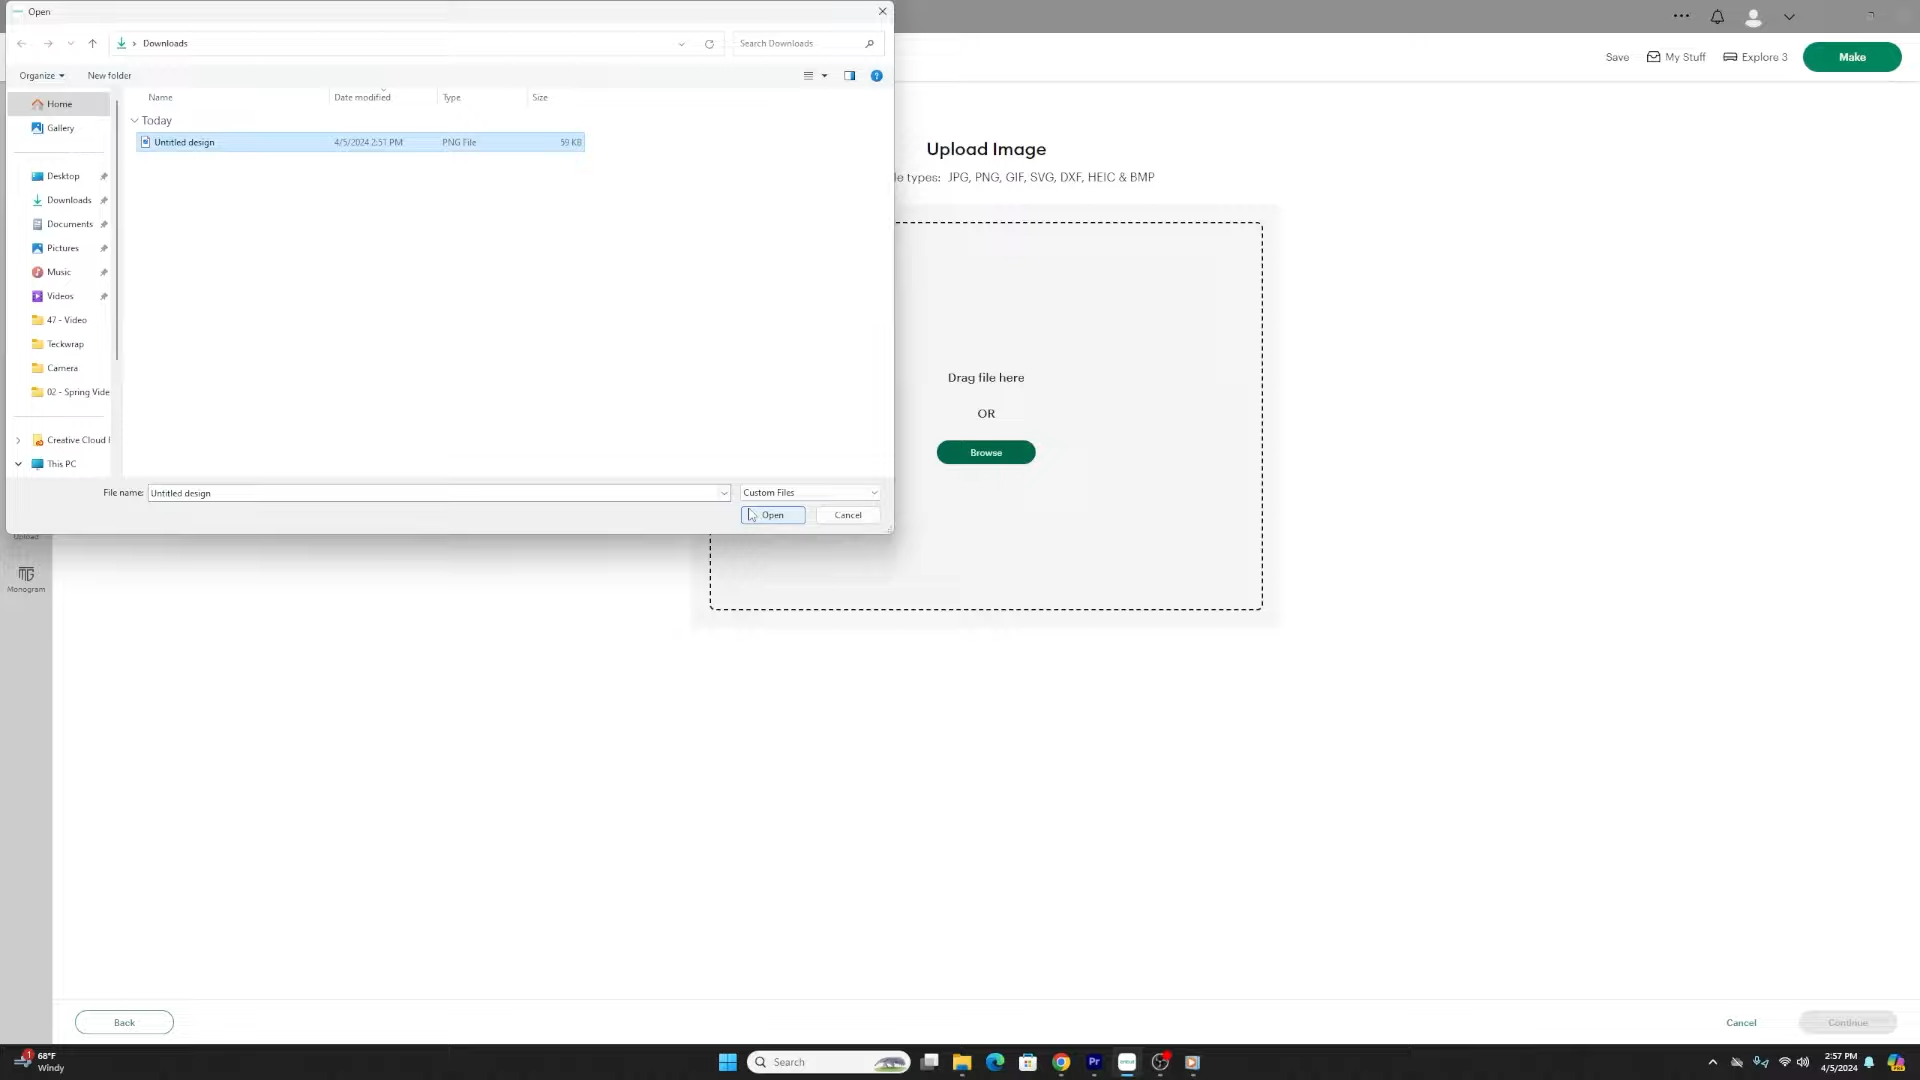 Open
Downloads
Search Downloads
Organize
New folder
Name
Date modified
Type
Size
Today
Untitled design
4/5/2024 2:51 PM
PNG File
59 KB
Home
Gallery
Desktop
Downloads
Documents
Pictures
Music
Videos
47 - Video
Teckwrap
Camera
02 - Spring Vide
Creative Cloud
This PC
File name:
Untitled design
Custom Files
Open
Cancel
Save
My Stuff
Explore 3
Make
Upload Image
le types: JPG, PNG, GIF, SVG, DXF, HEIC & BMP
Drag file here
OR
Browse
Upload
Monogram
Back
Cancel
Continue
1
68°F
Windy
Search
Pr
2:57 PM
4/5/2024